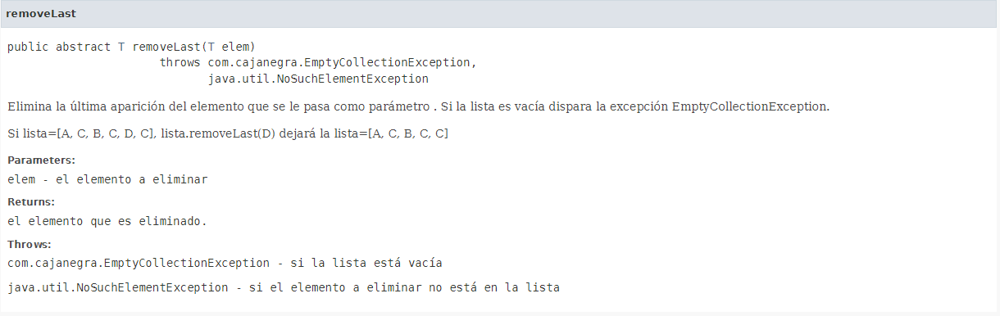 removeLast
public abstract T removeLast(T elem)
throws com.cajanegra.EmptyCollectionException,
java.util.NoSuchElementException
Elimina la última aparición del elemento que se le pasa como parámetro . Si la lista es vacía dispara la excepción EmptyCollectionException.
Si lista=[A, C, B, C, D, C], lista.removeLast(D) dejará la lista=[A, C, B, C, C]
Parameters:
elem - el elemento a eliminar
Returns:
el elemento que es eliminado.
Throws:
com.cajanegra.EmptyCollectionException - si la lista está vacía
java.util.NoSuchElementException - si el elemento a eliminar no está en la lista